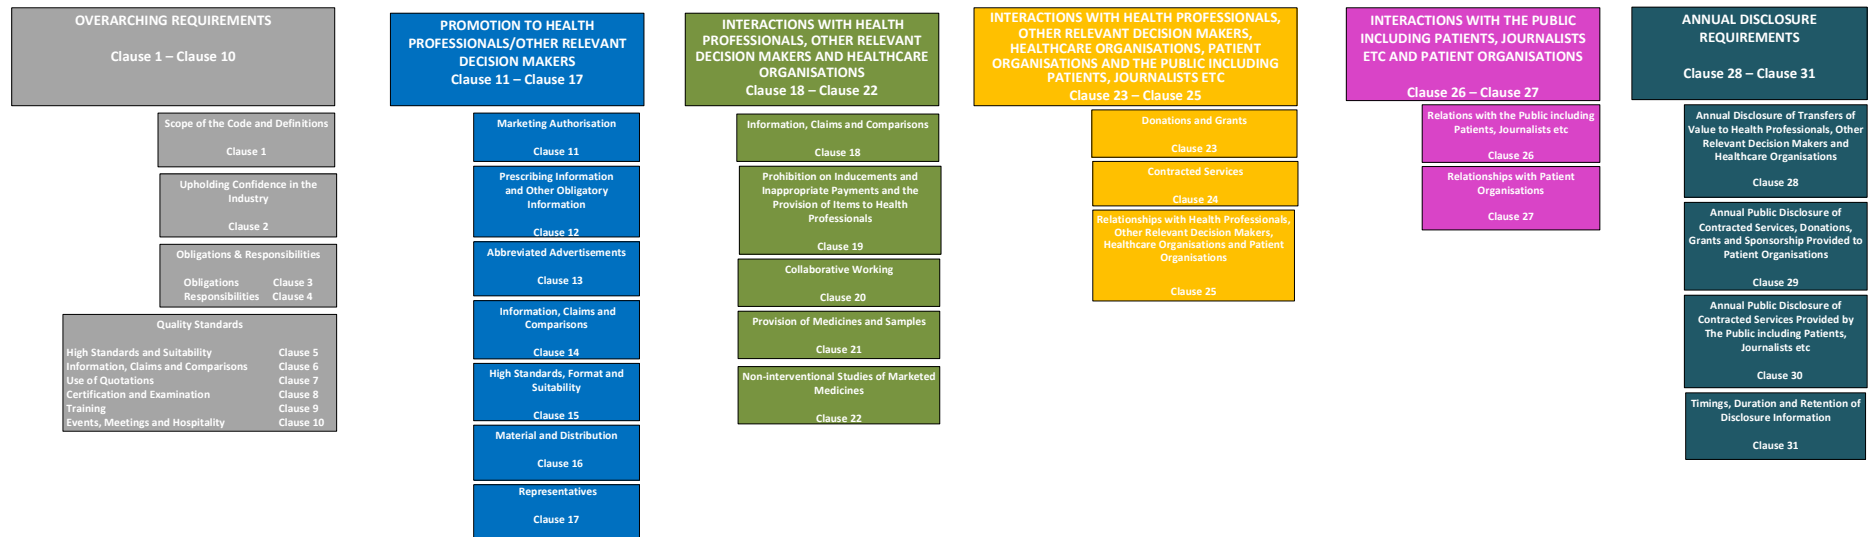 OVERARCHING REQUIREMENTS
Clause 1 – Clause 10
Scope of the Code and Definitions
Clause 1
Upholding Confidence in the
Industry
Clause 2
Obligations & Responsibilities
Obligations Clause 3
Responsibilities Clause 4
Quality Standards
High Standards and Suitability Clause 5
Information, Claims and Comparisons Clause 6
Use of Quotations Clause 7
Certification and Examination Clause 8
Training Clause 9
Events, Meetings and Hospitality Clause 10
PROMOTION TO HEALTH
PROFESSIONALS/OTHER RELEVANT
DECISION MAKERS
Clause 11 – Clause 17
Marketing Authorisation
Clause 11
Prescribing Information
and Other Obligatory
Information
Clause 12
Abbreviated Advertisements
Clause 13
Information, Claims and
Comparisons
Clause 14
High Standards, Format and
Suitability
Clause 15
Material and Distribution
Clause 16
Representatives
Clause 17
INTERACTIONS WITH HEALTH
PROFESSIONALS, OTHER RELEVANT
DECISION MAKERS AND HEALTHCARE
ORGANISATIONS
Clause 18 – Clause 22
Information, Claims and Comparisons
Clause 18
Prohibition on Inducements and
Inappropriate Payments and the
Provision of Items to Health
Professionals
Clause 19
Collaborative Working
Clause 20
Provision of Medicines and Samples
Clause 21
Non-interventional Studies of Marketed
Medicines
Clause 22
INTERACTIONS WITH HEALTH PROFESSIONALS,
OTHER RELEVANT DECISION MAKERS,
HEALTHCARE ORGANISATIONS, PATIENT
ORGANISATIONS AND THE PUBLIC INCLUDING
PATIENTS, JOURNALISTS ETC
Clause 23 – Clause 25
Donations and Grants
Clause 23
Contracted Services
Clause 24
Relationships with Health Professionals,
Other Relevant Decision Makers,
Healthcare Organisations and Patient
Organisations
Clause 25
INTERACTIONS WITH THE PUBLIC
INCLUDING PATIENTS, JOURNALISTS
ETC AND PATIENT ORGANISATIONS
Clause 26 – Clause 27
Relations with the Public including
Patients, Journalists etc
Clause 26
Relationships with Patient
Organisations
Clause 27
ANNUAL DISCLOSURE
REQUIREMENTS
Clause 28 – Clause 31
Annual Disclosure of Transfers of
Value to Health Professionals, Other
Relevant Decision Makers and
Healthcare Organisations
Clause 28
Annual Public Disclosure of
Contracted Services, Donations,
Grants and Sponsorship Provided to
Patient Organisations
Clause 29
Annual Public Disclosure of
Contracted Services Provided by
The Public including Patients,
Journalists etc
Clause 30
Timings, Duration and Retention of
Disclosure Information
Clause 31